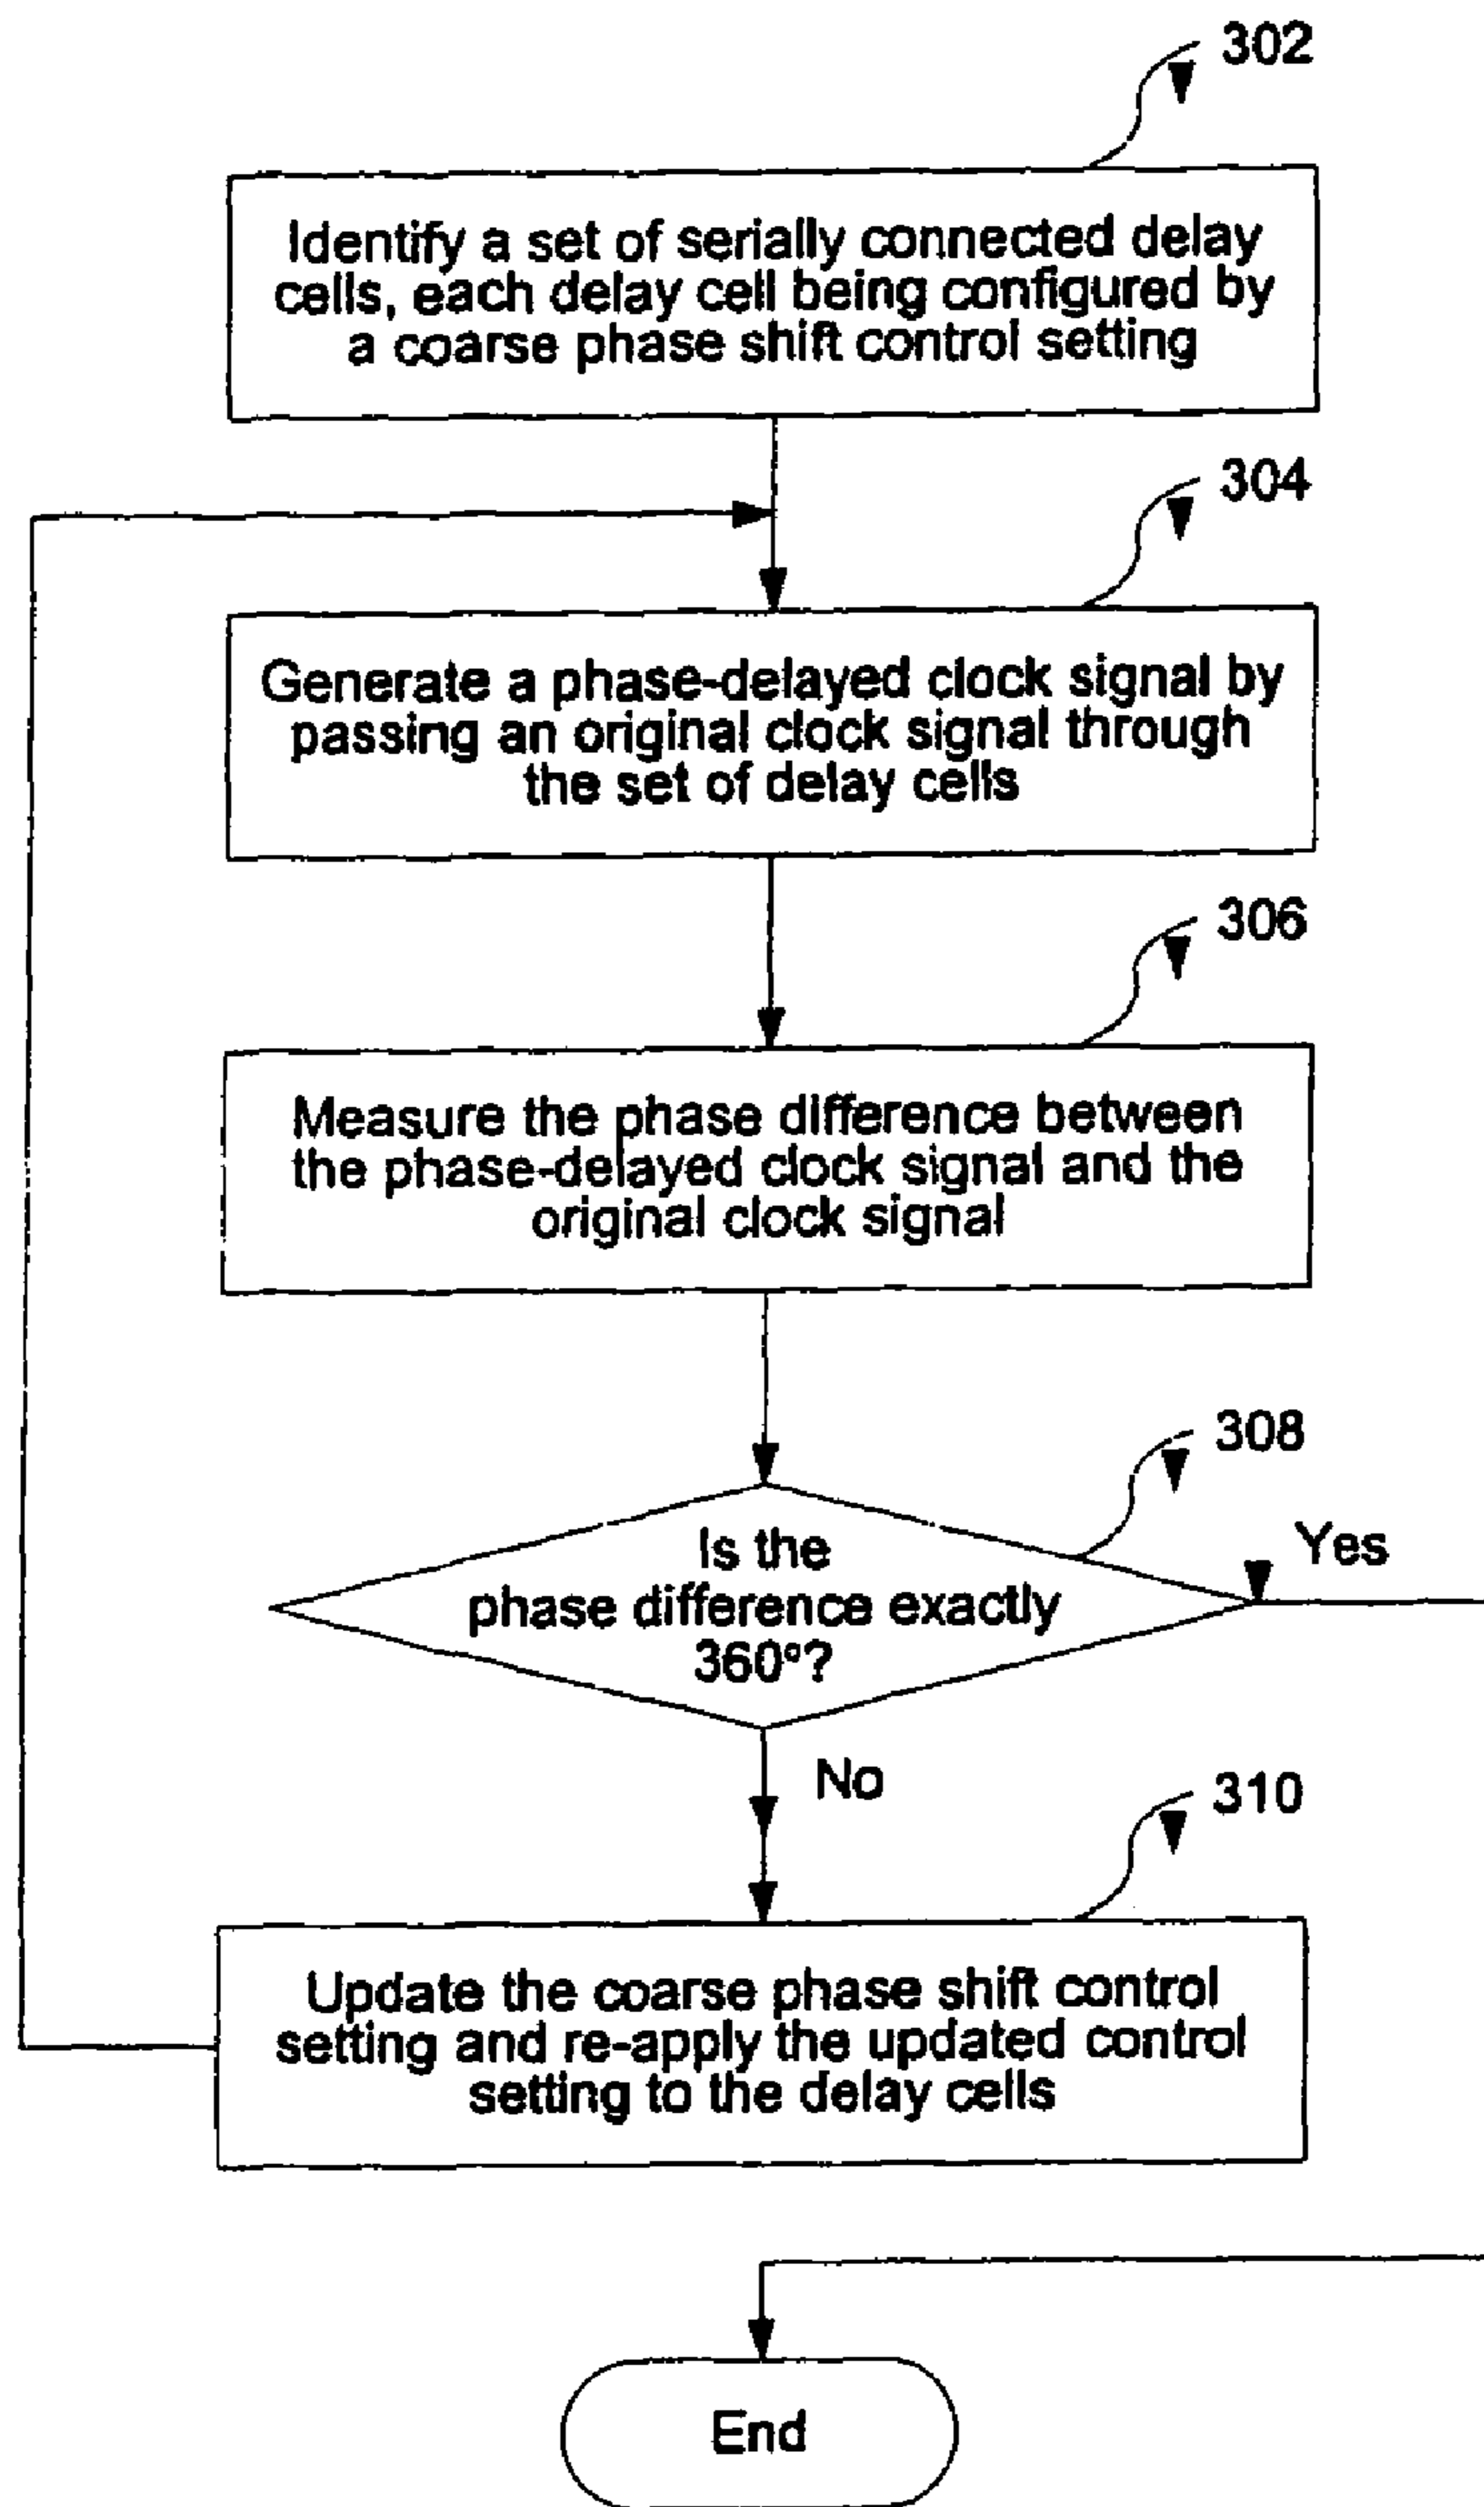 302
Identify a set of serially connected delay
cells, each delay cell being configured by
a coarse phase shift control setting
304
Generate a phase-delayed clock signal by
passing an original clock signal through
the set of delay cells
306
Measure the phase difference between
the phase-delayed clock signal and the
original clock signal
308
Is the
phase difference exactly
360º?
Yes
No
310
Update the coarse phase shift control
setting and re-apply the updated control
setting to the delay cells
End